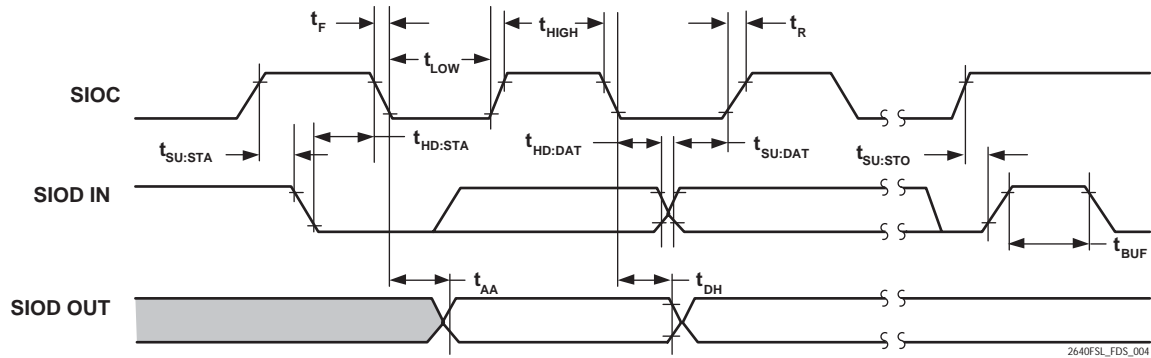 tF
tHIGH
tR
tLOW
SIOC
tSU:STA
tHD:STA
tHD:DAT
tSU:DAT
tSU:STO
SIOD IN
tBUF
tAA
tDH
SIOD OUT
2640FSL_FDS_004